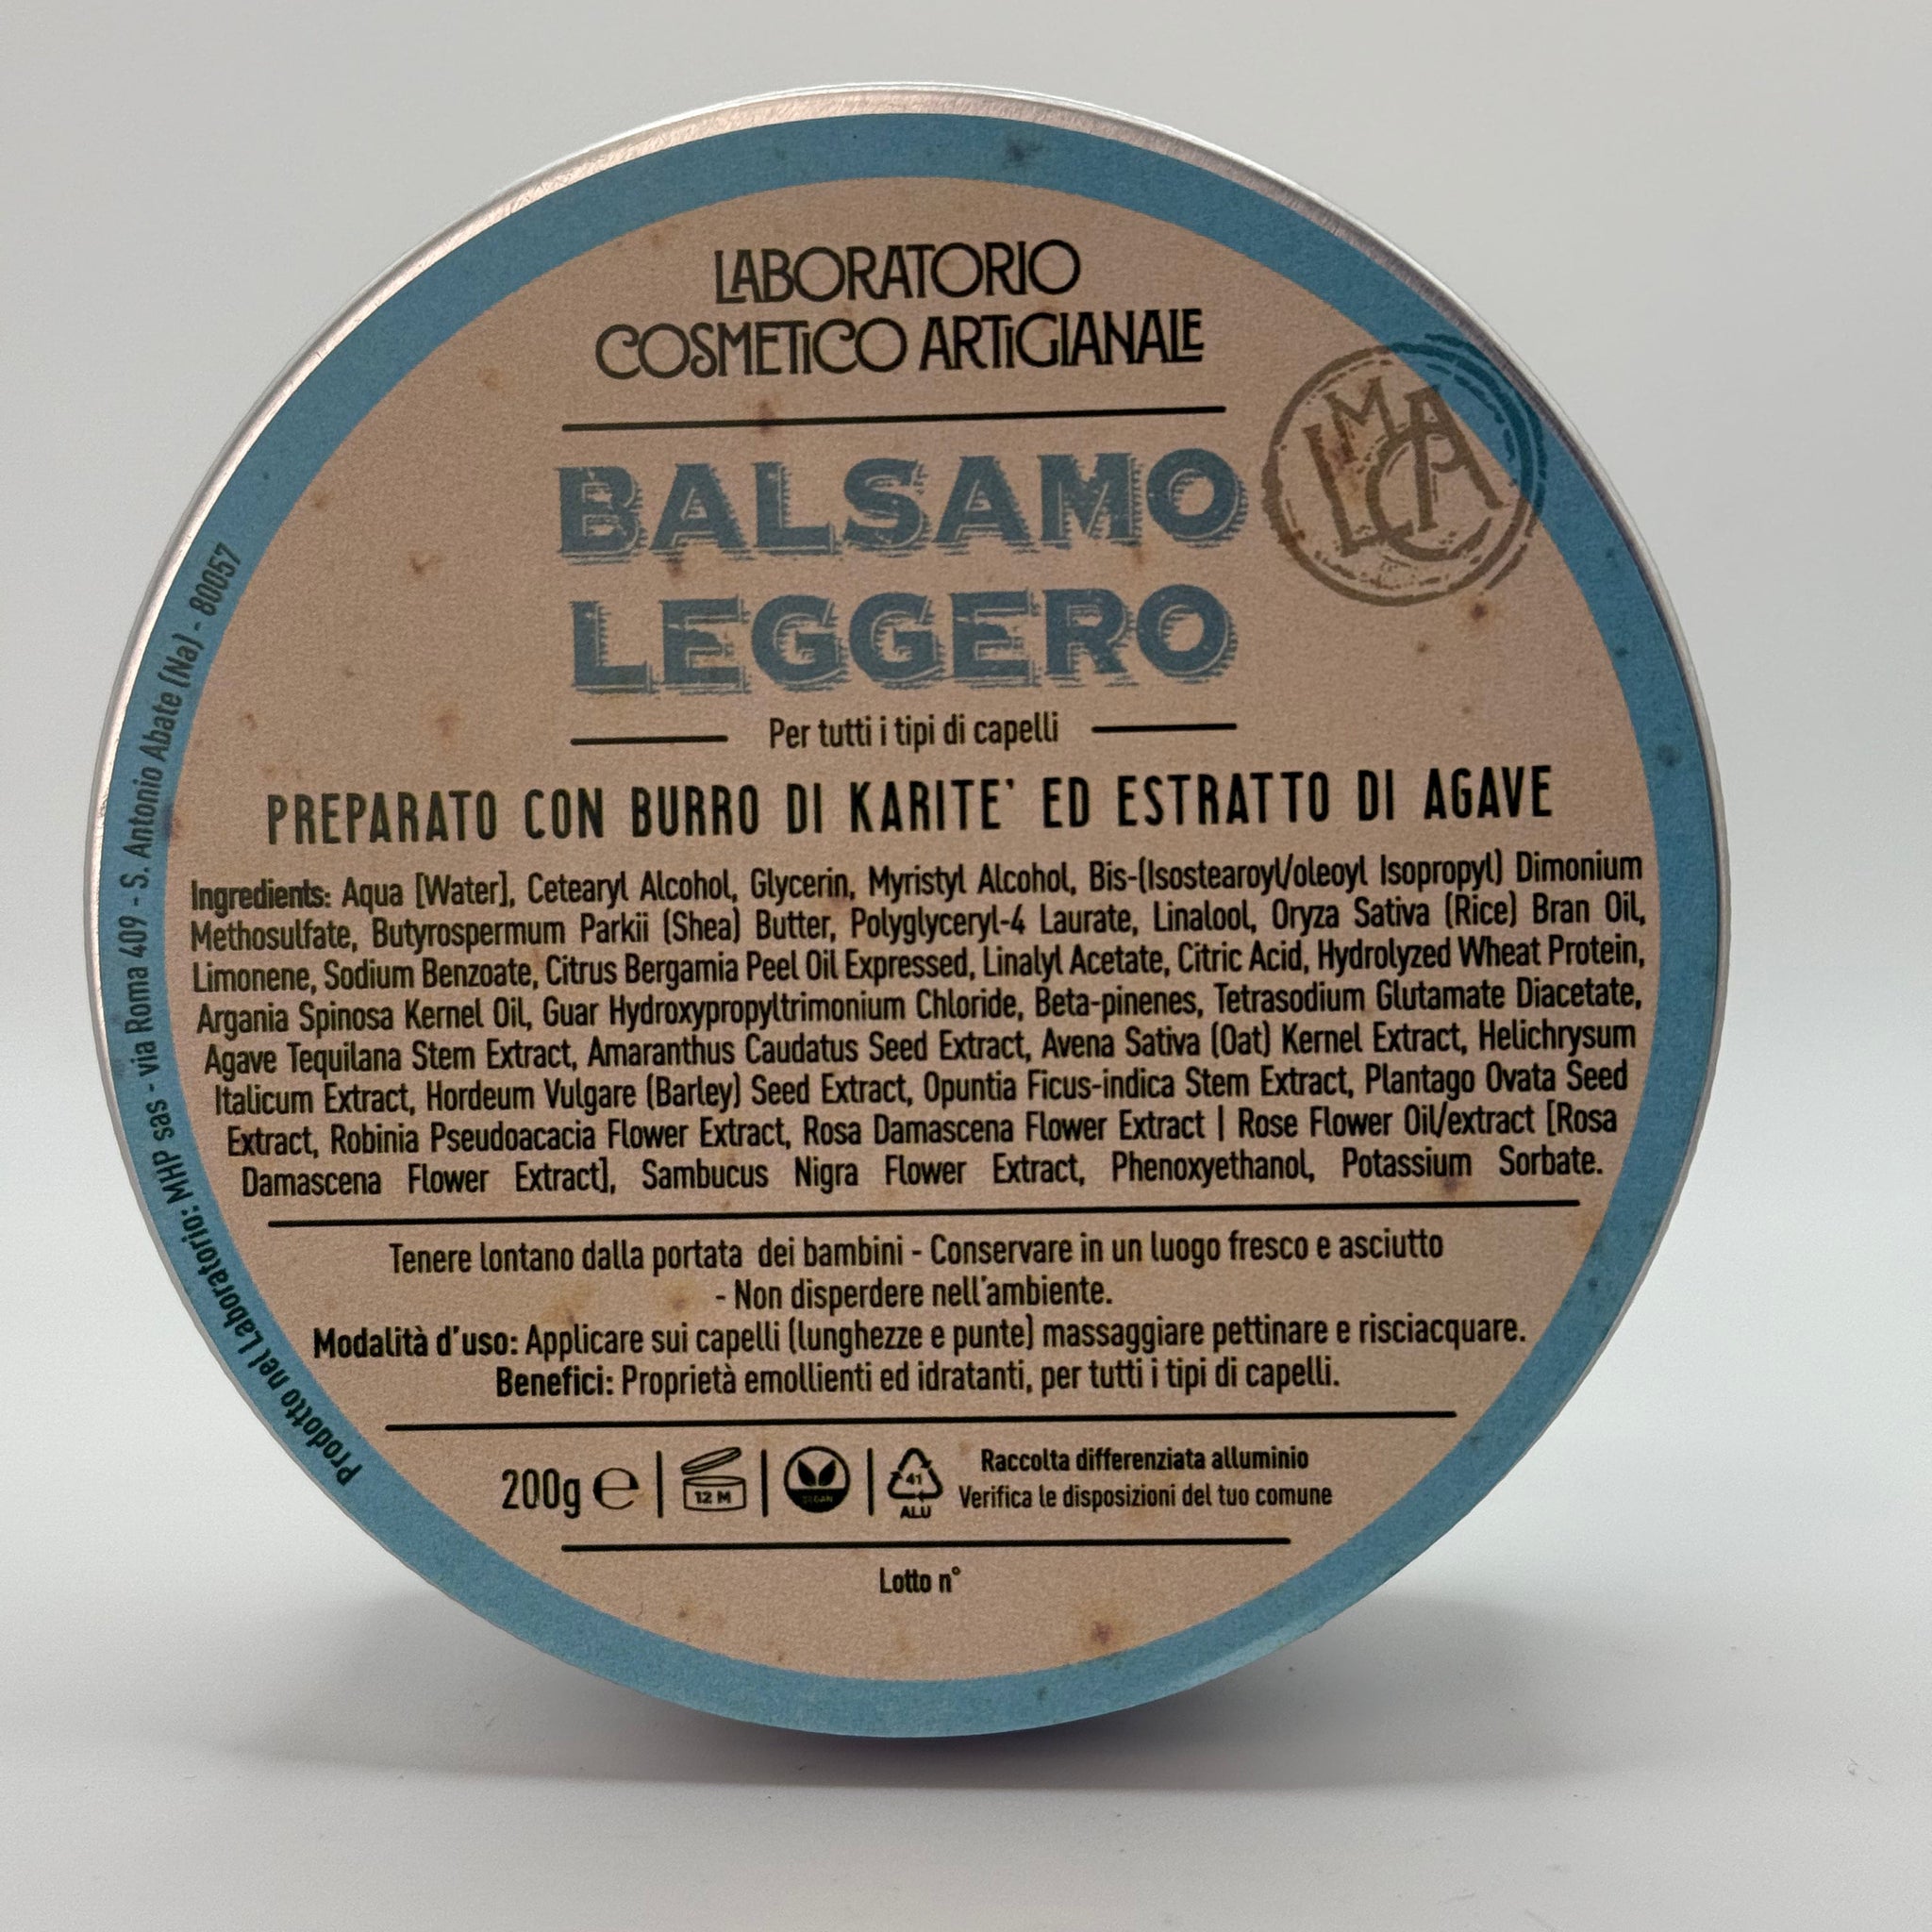 LABORATORIO
COSMETICO ARTIGIANALE
LMCA
BALSAMO
LEGGERO
Per tutti i tipi di capelli
PREPARATO CON BURRO DI KARITE' ED ESTRATTO DI AGAVE
Ingredients: Aqua [Water], Cetearyl Alcohol, Glycerin, Myristyl Alcohol, Bis-(Isostearoyl/oleoyl Isopropyl) Dimonium
Methosulfate, Butyrospermum Parkii (Shea) Butter, Polyglyceryl-4 Laurate, Linalool, Oryza Sativa (Rice) Bran Oil,
Limonene, Sodium Benzoate, Citrus Bergamia Peel Oil Expressed, Linalyl Acetate, Citric Acid, Hydrolyzed Wheat Protein,
Argania Spinosa Kernel Oil, Guar Hydroxypropyltrimonium Chloride, Beta-pinenes, Tetrasodium Glutamate Diacetate,
Agave Tequilana Stem Extract, Amaranthus Caudatus Seed Extract, Avena Sativa (Oat) Kernel Extract, Helichrysum
Italicum Extract, Hordeum Vulgare (Barley) Seed Extract, Opuntia Ficus-indica Stem Extract, Plantago Ovata Seed
Extract, Robinia Pseudoacacia Flower Extract, Rosa Damascena Flower Extract | Rose Flower Oil/extract [Rosa
Damascena Flower Extract], Sambucus Nigra Flower Extract, Phenoxyethanol, Potassium Sorbate.
Tenere lontano dalla portata dei bambini - Conservare in un luogo fresco e asciutto
- Non disperdere nell'ambiente.
Modalità d'uso: Applicare sui capelli (lunghezze e punte) massaggiare pettinare e risciacquare.
Benefici: Proprietà emollienti ed idratanti, per tutti i tipi di capelli.
200g ℮ | 12 M | VEGAN | 41 ALU
Raccolta differenziata alluminio
Verifica le disposizioni del tuo comune
Lotto n°
Prodotto nel Laboratorio: MHP sas - via Roma 409 - S. Antonio Abate (Na) - 80057